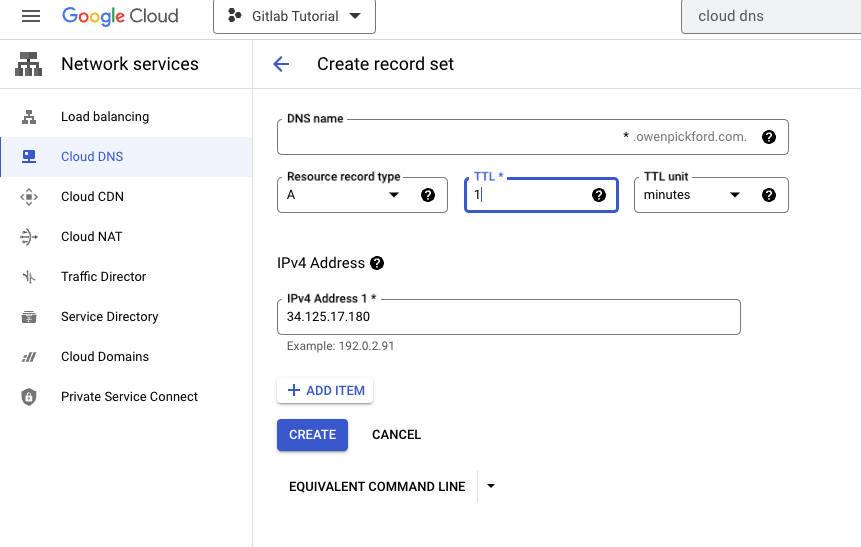 Google Cloud
Gitlab Tutorial
cloud dns
Network services
Load balancing
Cloud DNS
Cloud CDN
Cloud NAT
Traffic Director
Service Directory
Cloud Domains
Private Service Connect
Create record set
DNS name
* .owenpickford.com.
Resource record type
A
TTL *
1
TTL unit
minutes
IPv4 Address
IPv4 Address 1 *
34.125.17.180
Example: 192.0.2.91
ADD ITEM
CREATE
CANCEL
EQUIVALENT COMMAND LINE